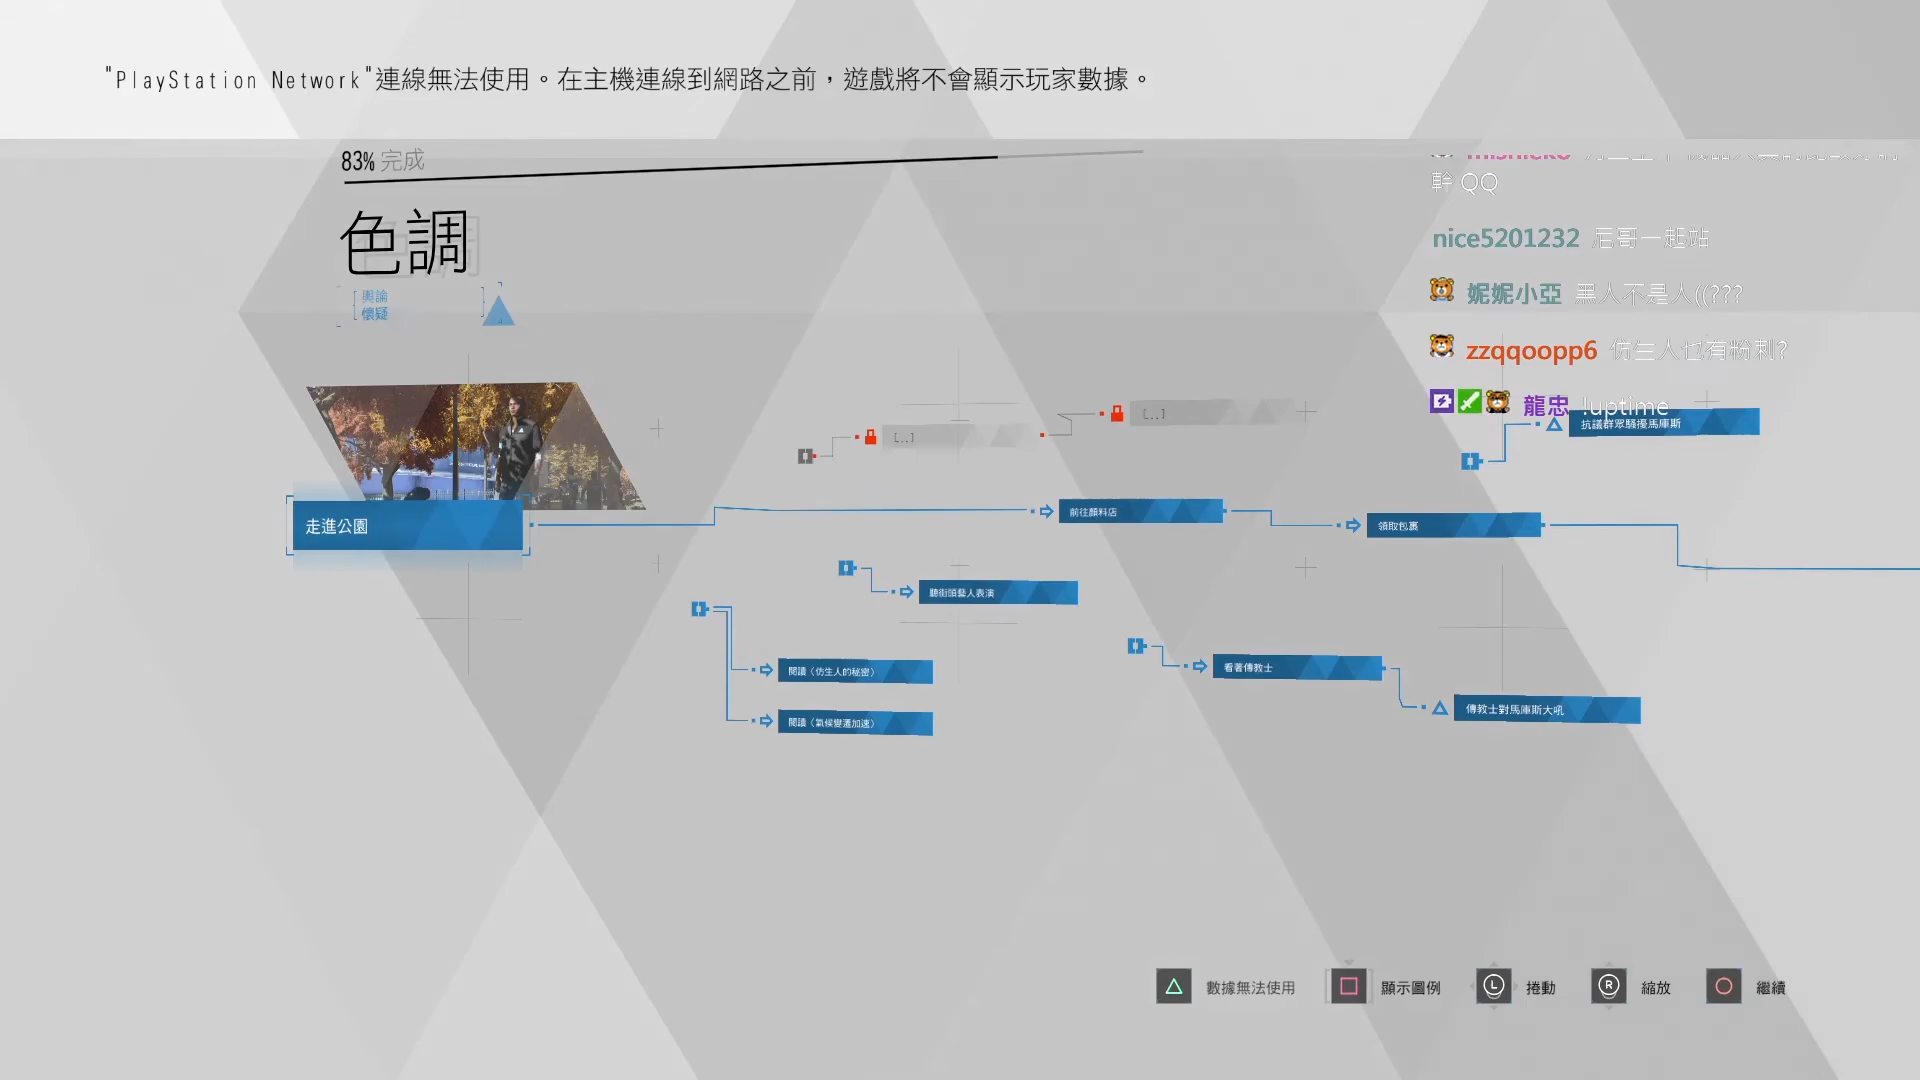 "PlayStation Network"連線無法使用。在主機連線到網路之前，遊戲將不會顯示玩家數據。
83% 完成
色調
輿論
懷疑
幹 QQ
nice5201232 尼哥一起站
妮妮小亞 黑人不是人((???
zzqqoopp6 仿生人也有粉刺?
龍忠 !uptime
[...]
[...]
抗議群眾騷擾馬庫斯
走進公園
前往顏料店
領取包裹
聽街頭藝人表演
閱讀〈仿生人的秘密〉
閱讀〈氣候變遷加速〉
看著傳教士
傳教士對馬庫斯大吼
數據無法使用
顯示圖例
L 捲動
R 縮放
繼續